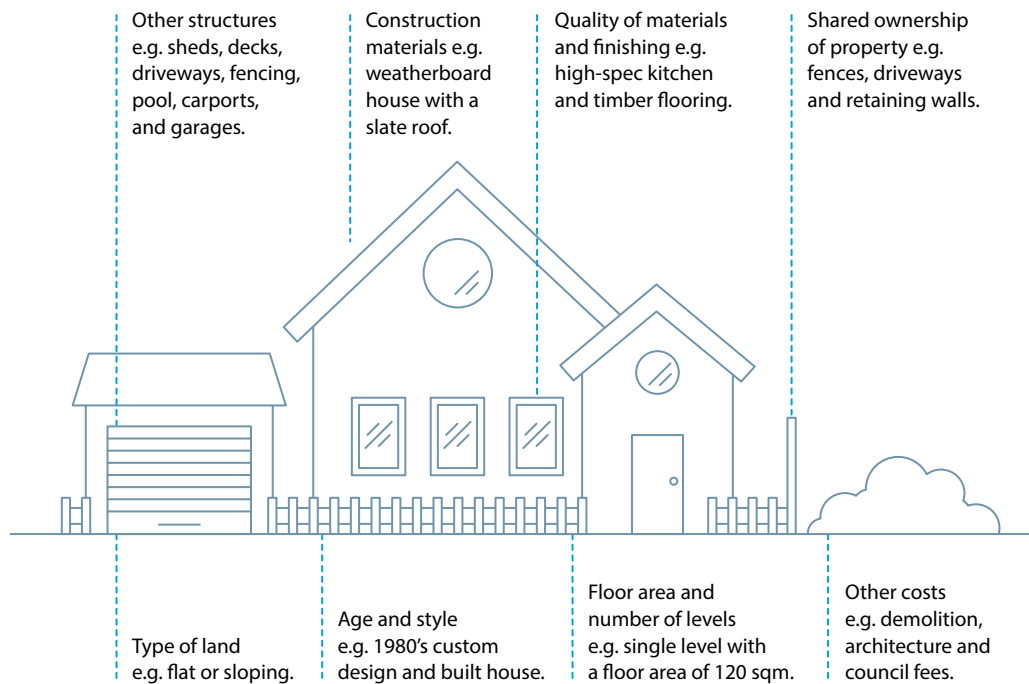 Other structures
e.g. sheds, decks,
driveways, fencing,
pool, carports,
and garages.
Construction
materials e.g.
weatherboard
house with a
slate roof.
Quality of materials
and finishing e.g.
high-spec kitchen
and timber flooring.
Shared ownership
of property e.g.
fences, driveways
and retaining walls.
Type of land
e.g. flat or sloping.
Age and style
e.g. 1980's custom
design and built house.
Floor area and
number of levels
e.g. single level with
a floor area of 120 sqm.
Other costs
e.g. demolition,
architecture and
council fees.